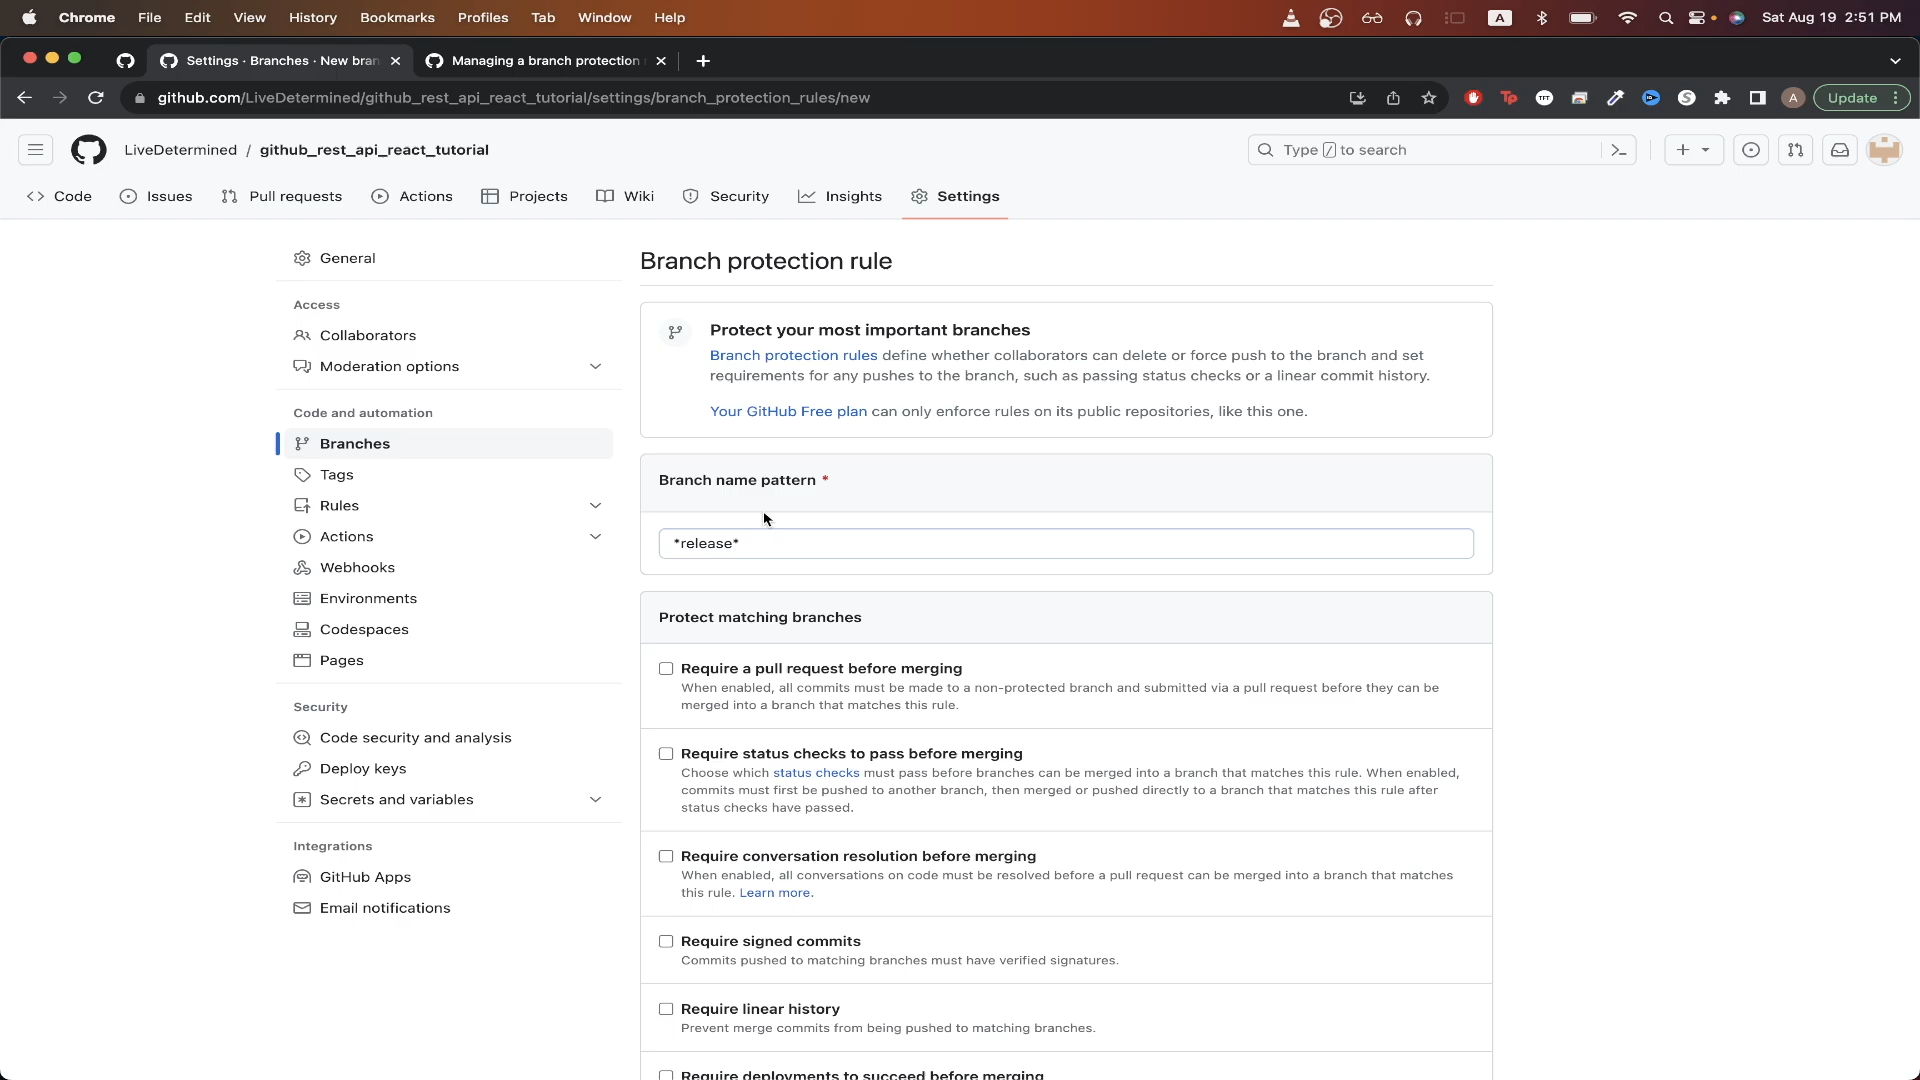 Chrome File Edit View History Bookmarks Profiles Tab Window Help A Sat Aug 19 2:51 PM
Settings · Branches · New bran Managing a branch protection
github.com/LiveDetermined/github_rest_api_react_tutorial/settings/branch_protection_rules/new Tp TFT S A Update
LiveDetermined / github_rest_api_react_tutorial Type / to search
Code Issues Pull requests Actions Projects Wiki Security Insights Settings
General
Access
Collaborators
Moderation options
Code and automation
Branches
Tags
Rules
Actions
Webhooks
Environments
Codespaces
Pages
Security
Code security and analysis
Deploy keys
Secrets and variables
Integrations
GitHub Apps
Email notifications
Branch protection rule
Protect your most important branches
Branch protection rules define whether collaborators can delete or force push to the branch and set
requirements for any pushes to the branch, such as passing status checks or a linear commit history.
Your GitHub Free plan can only enforce rules on its public repositories, like this one.
Branch name pattern *
*release*
Protect matching branches
Require a pull request before merging
When enabled, all commits must be made to a non-protected branch and submitted via a pull request before they can be
merged into a branch that matches this rule.
Require status checks to pass before merging
Choose which status checks must pass before branches can be merged into a branch that matches this rule. When enabled,
commits must first be pushed to another branch, then merged or pushed directly to a branch that matches this rule after
status checks have passed.
Require conversation resolution before merging
When enabled, all conversations on code must be resolved before a pull request can be merged into a branch that matches
this rule. Learn more.
Require signed commits
Commits pushed to matching branches must have verified signatures.
Require linear history
Prevent merge commits from being pushed to matching branches.
Require deployments to succeed before merging